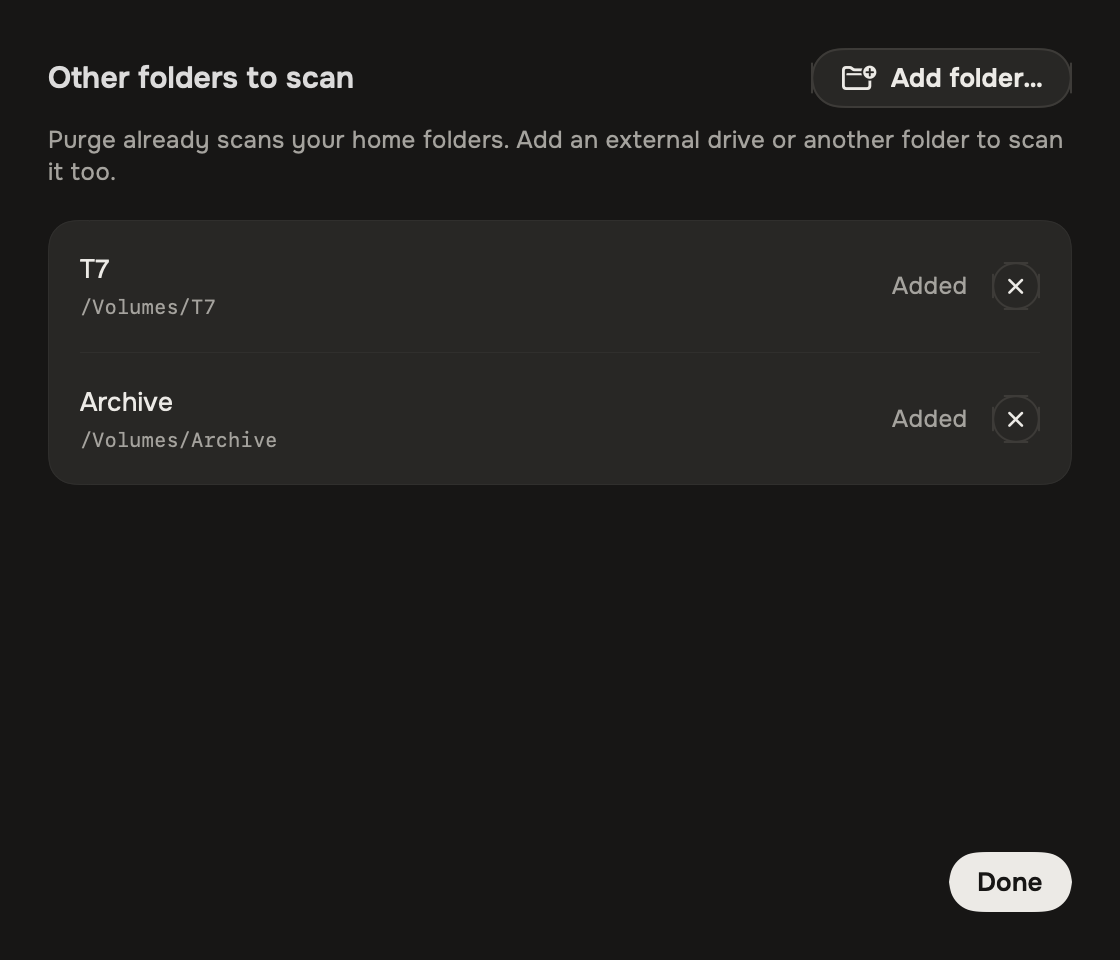 Other folders to scan
Add folder...
Purge already scans your home folders. Add an external drive or another folder to scan
it too.
T7
/Volumes/T7
Added
Archive
/Volumes/Archive
Added
Done